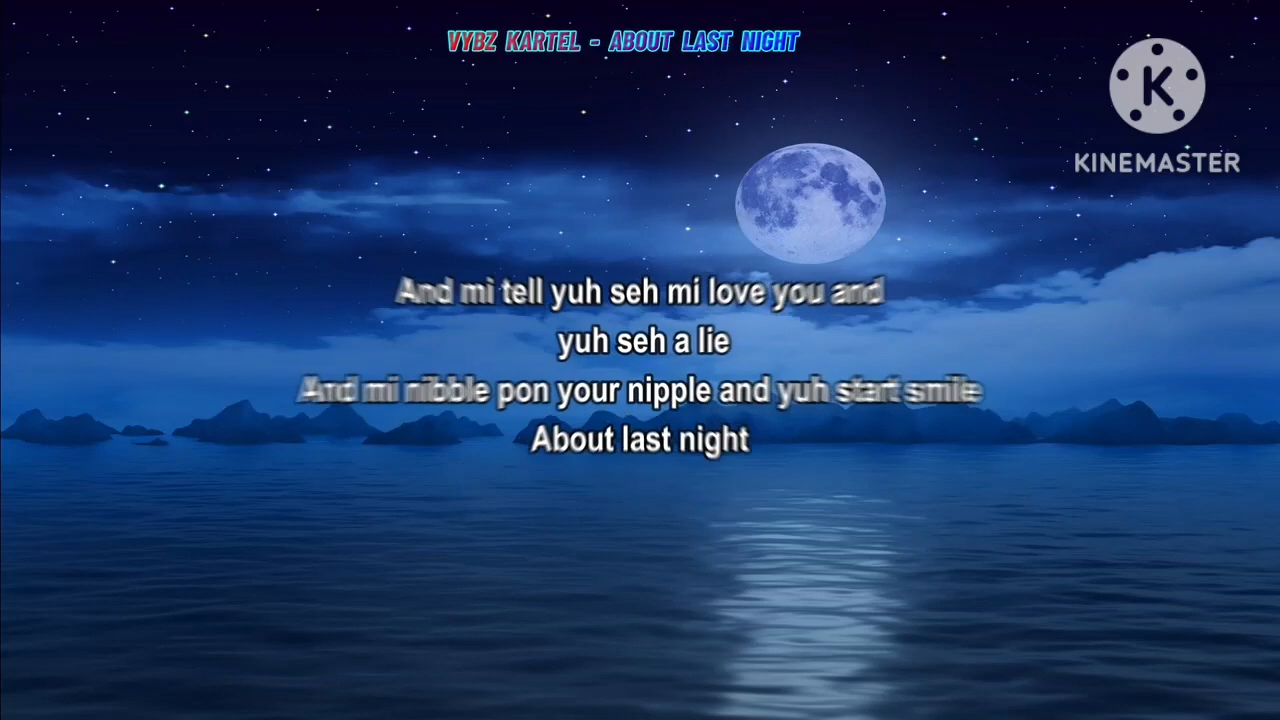 VYBZ KARTEL - ABOUT LAST NIGHT
K
KINEMASTER
And mi tell yuh seh mi love you and
yuh seh a lie
And mi nibble pon your nipple and yuh start smile
About last night